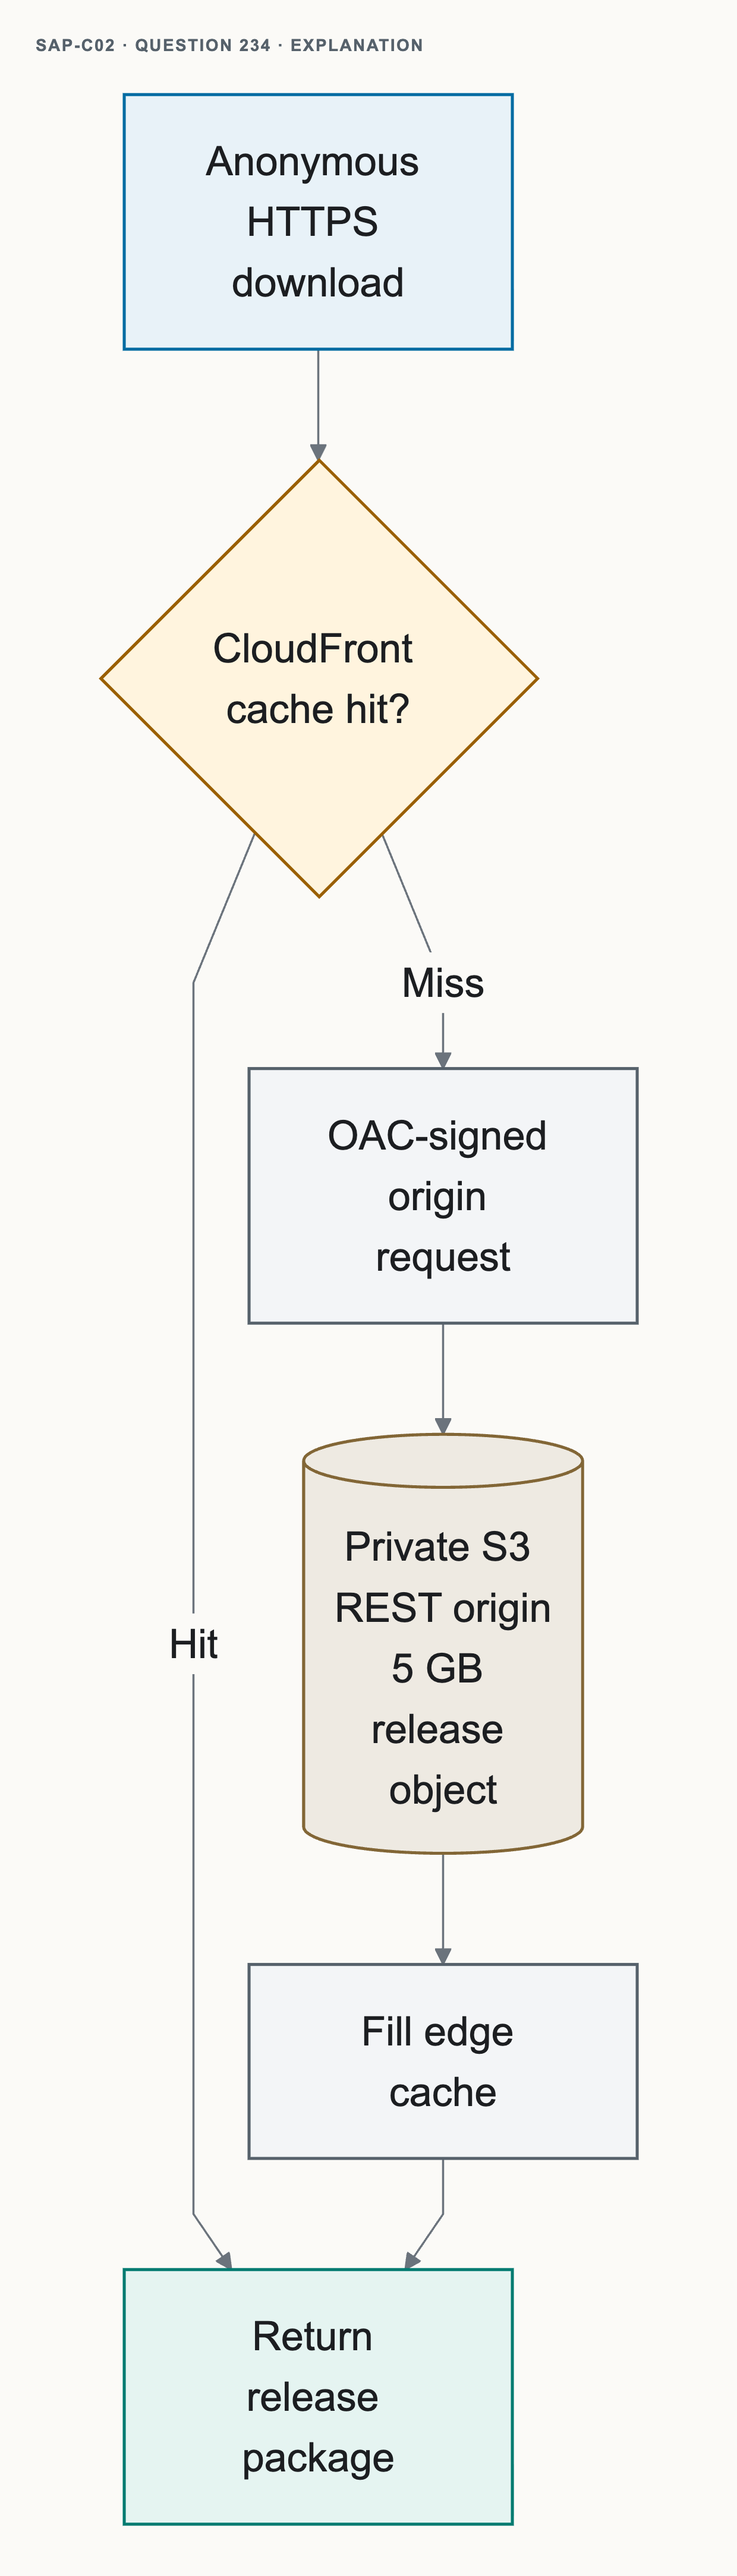 SAP-C02 · QUESTION 234 · EXPLANATION
Anonymous
HTTPS
download
CloudFront
cache hit?
Miss
OAC-signed
origin
request
Private S3
REST origin
5 GB
release
object
Hit
Fill edge
cache
Return
release
package